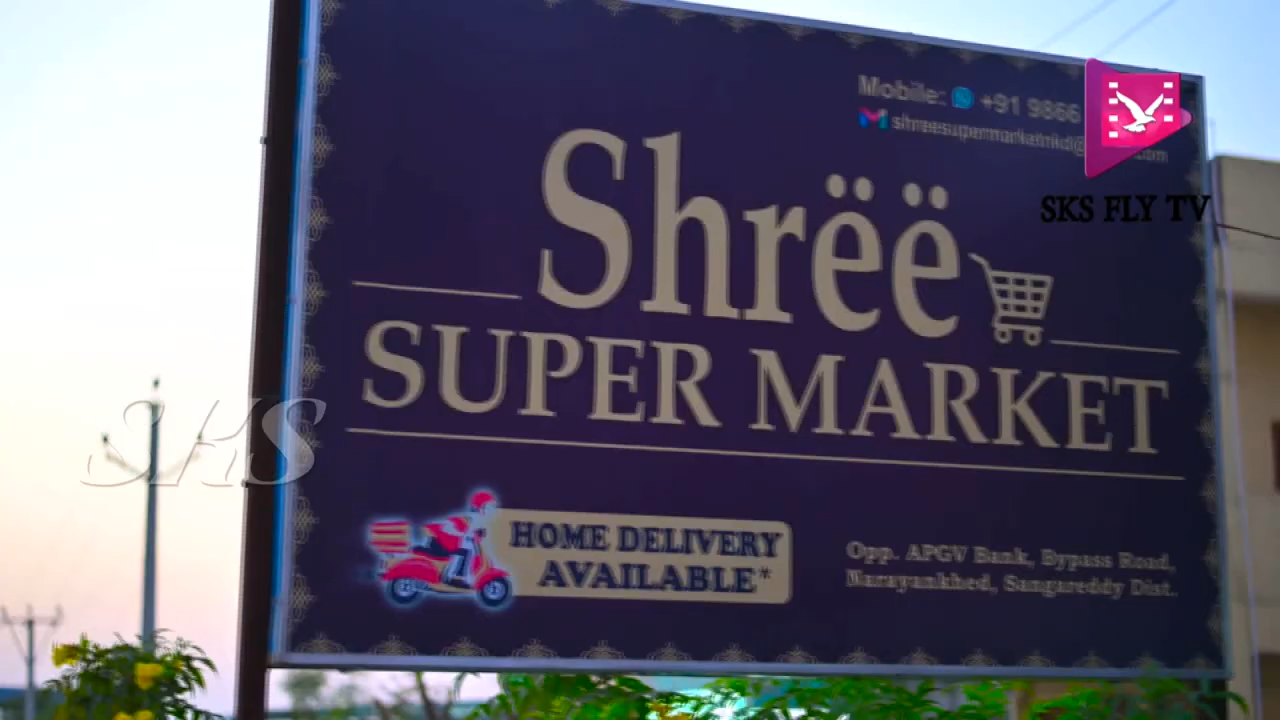 Mobile: +91 9866
Shrëë
SUPER MARKET
HOME DELIVERY
AVAILABLE*
Opp. APGV Bank, Bypass Road,
Narayankhed, Sangareddy Dist.
SKS FLY TV
SKS